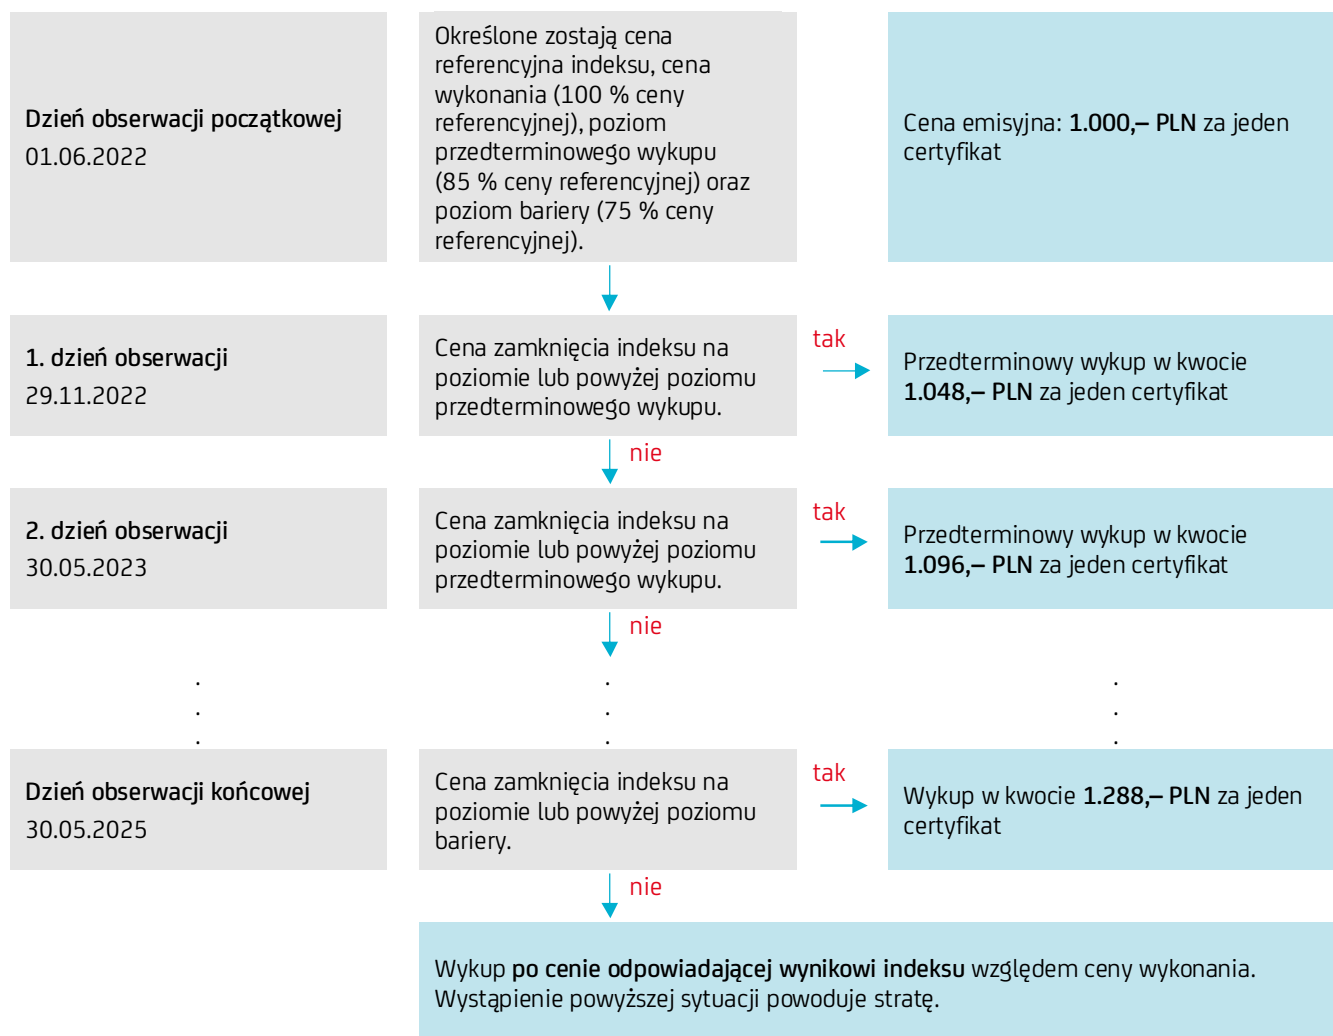 Dzień obserwacji początkowej
01.06.2022
Określone zostają cena
referencyjna indeksu, cena
wykonania (100 % ceny
referencyjnej), poziom
przedterminowego wykupu
(85 % ceny referencyjnej) oraz
poziom bariery (75 % ceny
referencyjnej).
Cena emisyjna: 1.000,– PLN za jeden
certyfikat
1. dzień obserwacji
29.11.2022
Cena zamknięcia indeksu na
poziomie lub powyżej poziomu
przedterminowego wykupu.
tak
Przedterminowy wykup w kwocie
1.048,– PLN za jeden certyfikat
nie
2. dzień obserwacji
30.05.2023
Cena zamknięcia indeksu na
poziomie lub powyżej poziomu
przedterminowego wykupu.
tak
Przedterminowy wykup w kwocie
1.096,– PLN za jeden certyfikat
nie
. . .
. . .
. . .
Dzień obserwacji końcowej
30.05.2025
Cena zamknięcia indeksu na
poziomie lub powyżej poziomu
bariery.
tak
Wykup w kwocie 1.288,– PLN za jeden
certyfikat
nie
Wykup po cenie odpowiadającej wynikowi indeksu względem ceny wykonania.
Wystąpienie powyższej sytuacji powoduje stratę.